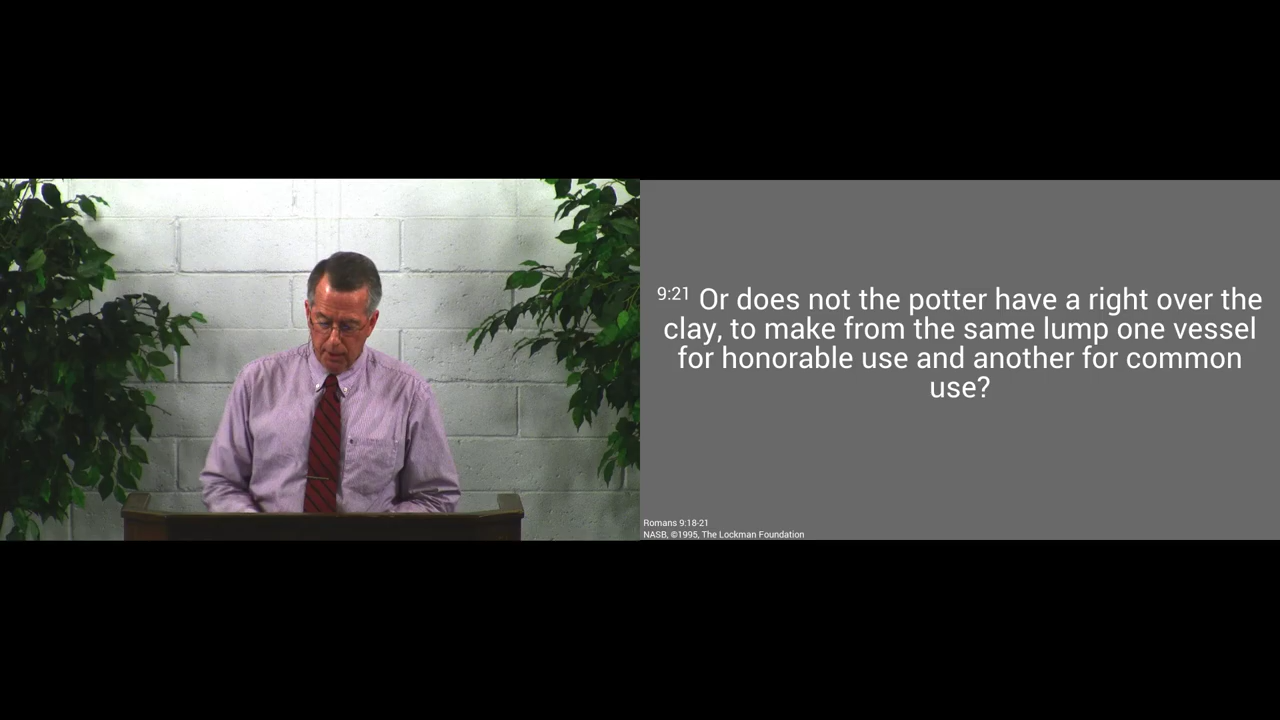 9:21 Or does not the potter have a right over the
clay, to make from the same lump one vessel
for honorable use and another for common
use?
Romans 9:18-21
NASB, ©1995, The Lockman Foundation